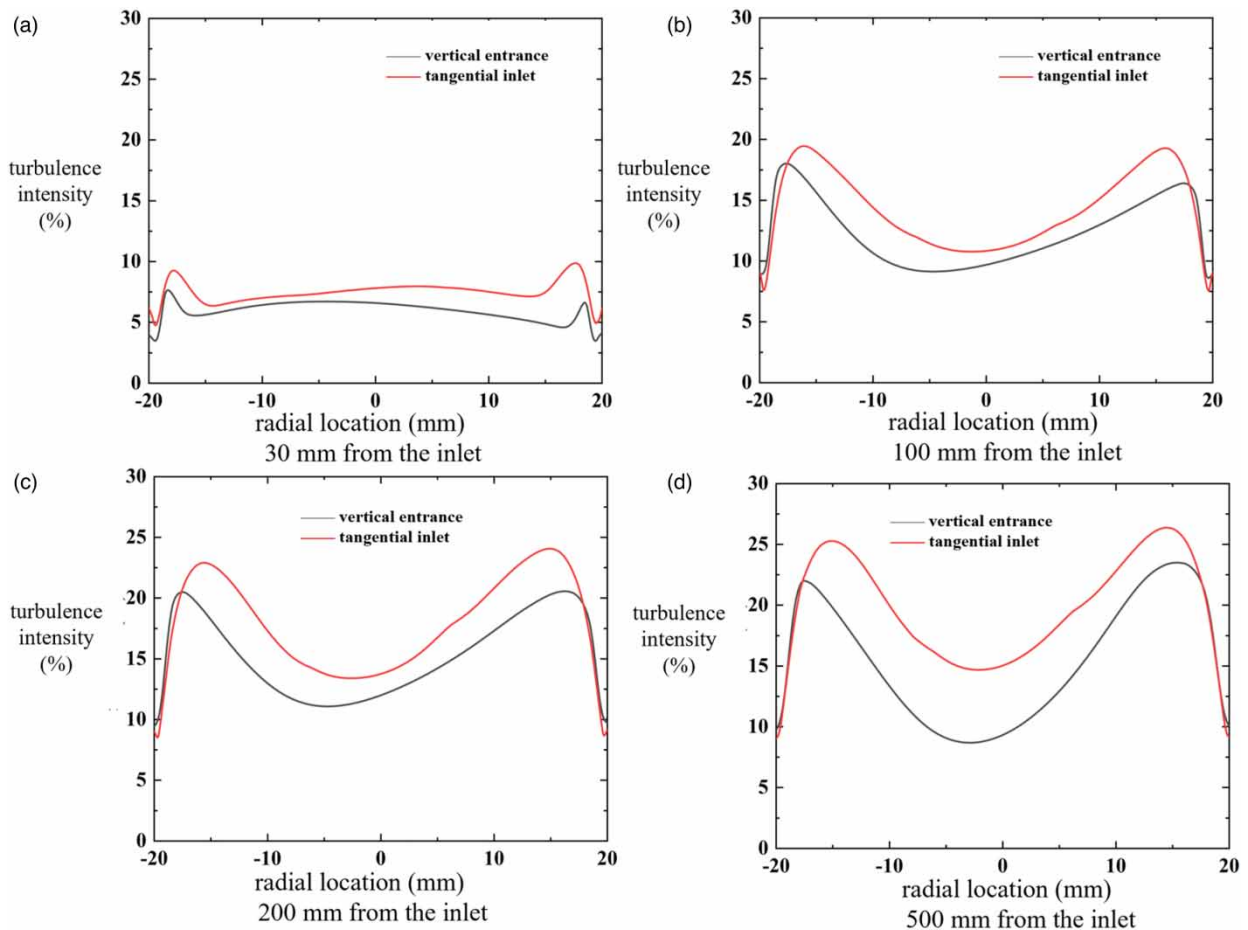 (a)
30
25
20
15
10
5
0
turbulence
intensity
(%)
vertical entrance
tangential inlet
-20 -10 0 10 20
radial location (mm)
30 mm from the inlet
(b)
30
25
20
15
10
5
0
turbulence
intensity
(%)
vertical entrance
tangential inlet
-20 -10 0 10 20
radial location (mm)
100 mm from the inlet
(c)
30
25
20
15
10
5
0
turbulence
intensity
(%)
vertical entrance
tangential inlet
-20 -10 0 10 20
radial location (mm)
200 mm from the inlet
(d)
30
25
20
15
10
5
0
turbulence
intensity
(%)
vertical entrance
tangential inlet
-20 -10 0 10 20
radial location (mm)
500 mm from the inlet